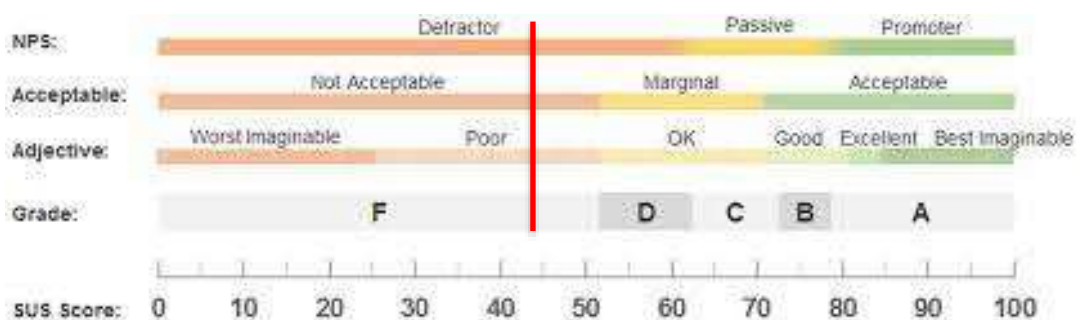 NPS: Detractor Passive Promoter
Acceptable: Not Acceptable Marginal Acceptable
Adjective: Worst Imaginable Poor OK Good Excellent Best Imaginable
Grade: F D C B A
SUS Score: 0 10 20 30 40 50 60 70 80 90 100